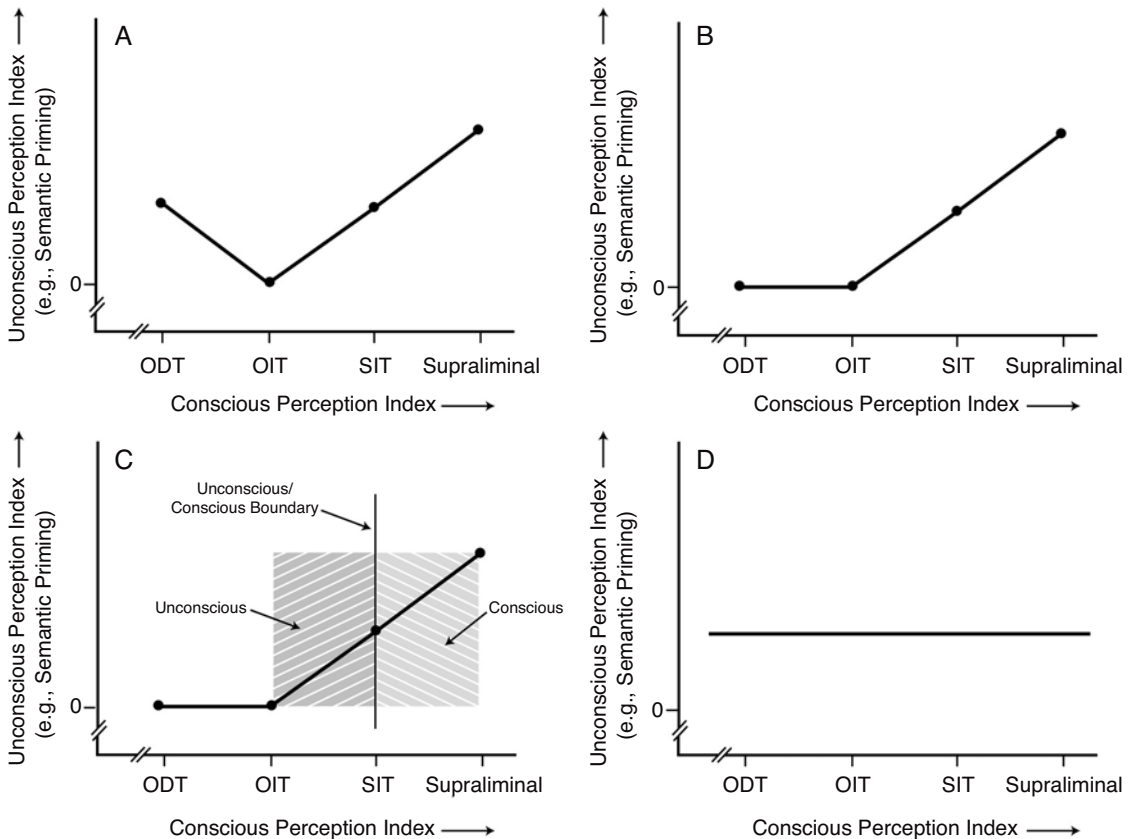 A
Unconscious Perception Index
(e.g., Semantic Priming)
0
ODT OIT SIT Supraliminal
Conscious Perception Index
B
Unconscious Perception Index
(e.g., Semantic Priming)
0
ODT OIT SIT Supraliminal
Conscious Perception Index
C
Unconscious Perception Index
(e.g., Semantic Priming)
Unconscious/
Conscious Boundary
Unconscious
Conscious
0
ODT OIT SIT Supraliminal
Conscious Perception Index
D
Unconscious Perception Index
(e.g., Semantic Priming)
0
ODT OIT SIT Supraliminal
Conscious Perception Index